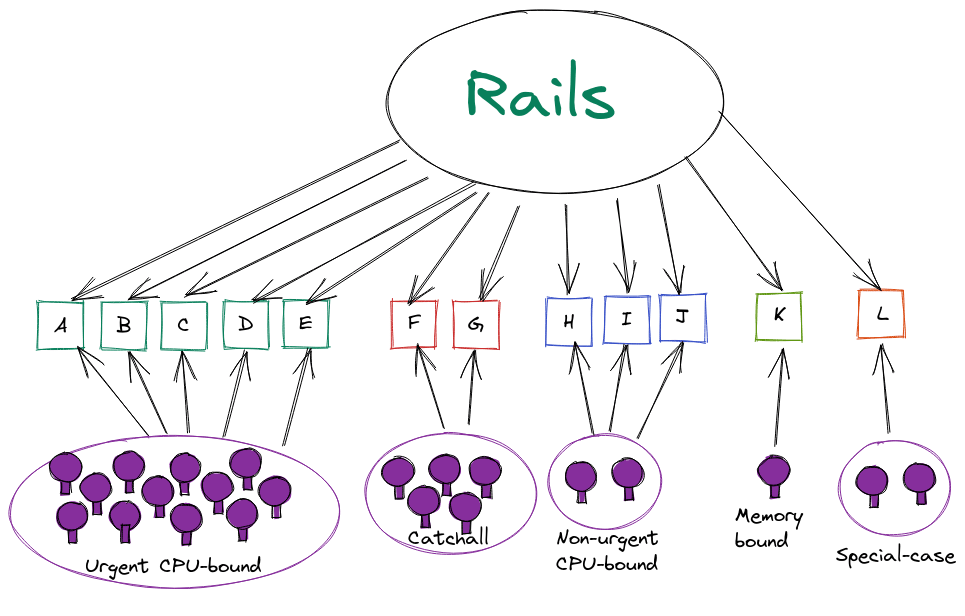 Rails
A
B
C
D
E
F
G
H
I
J
K
L
Urgent CPU-bound
Catchall
Non-urgent
CPU-bound
Memory
bound
Special-case